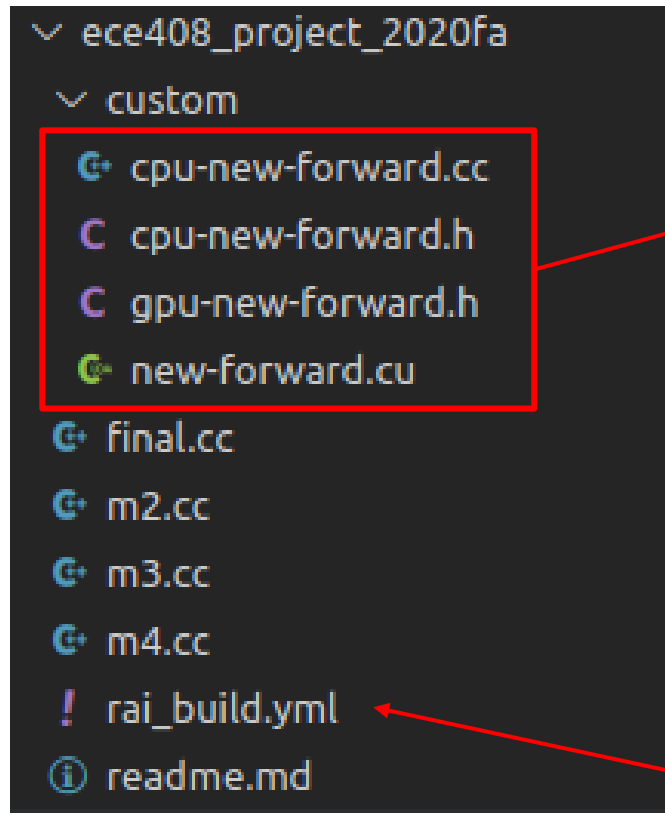 ece408_project_2020fa
custom
cpu-new-forward.cc
C cpu-new-forward.h
C gpu-new-forward.h
new-forward.cu
final.cc
m2.cc
m3.cc
m4.cc
! rai_build.yml
readme.md